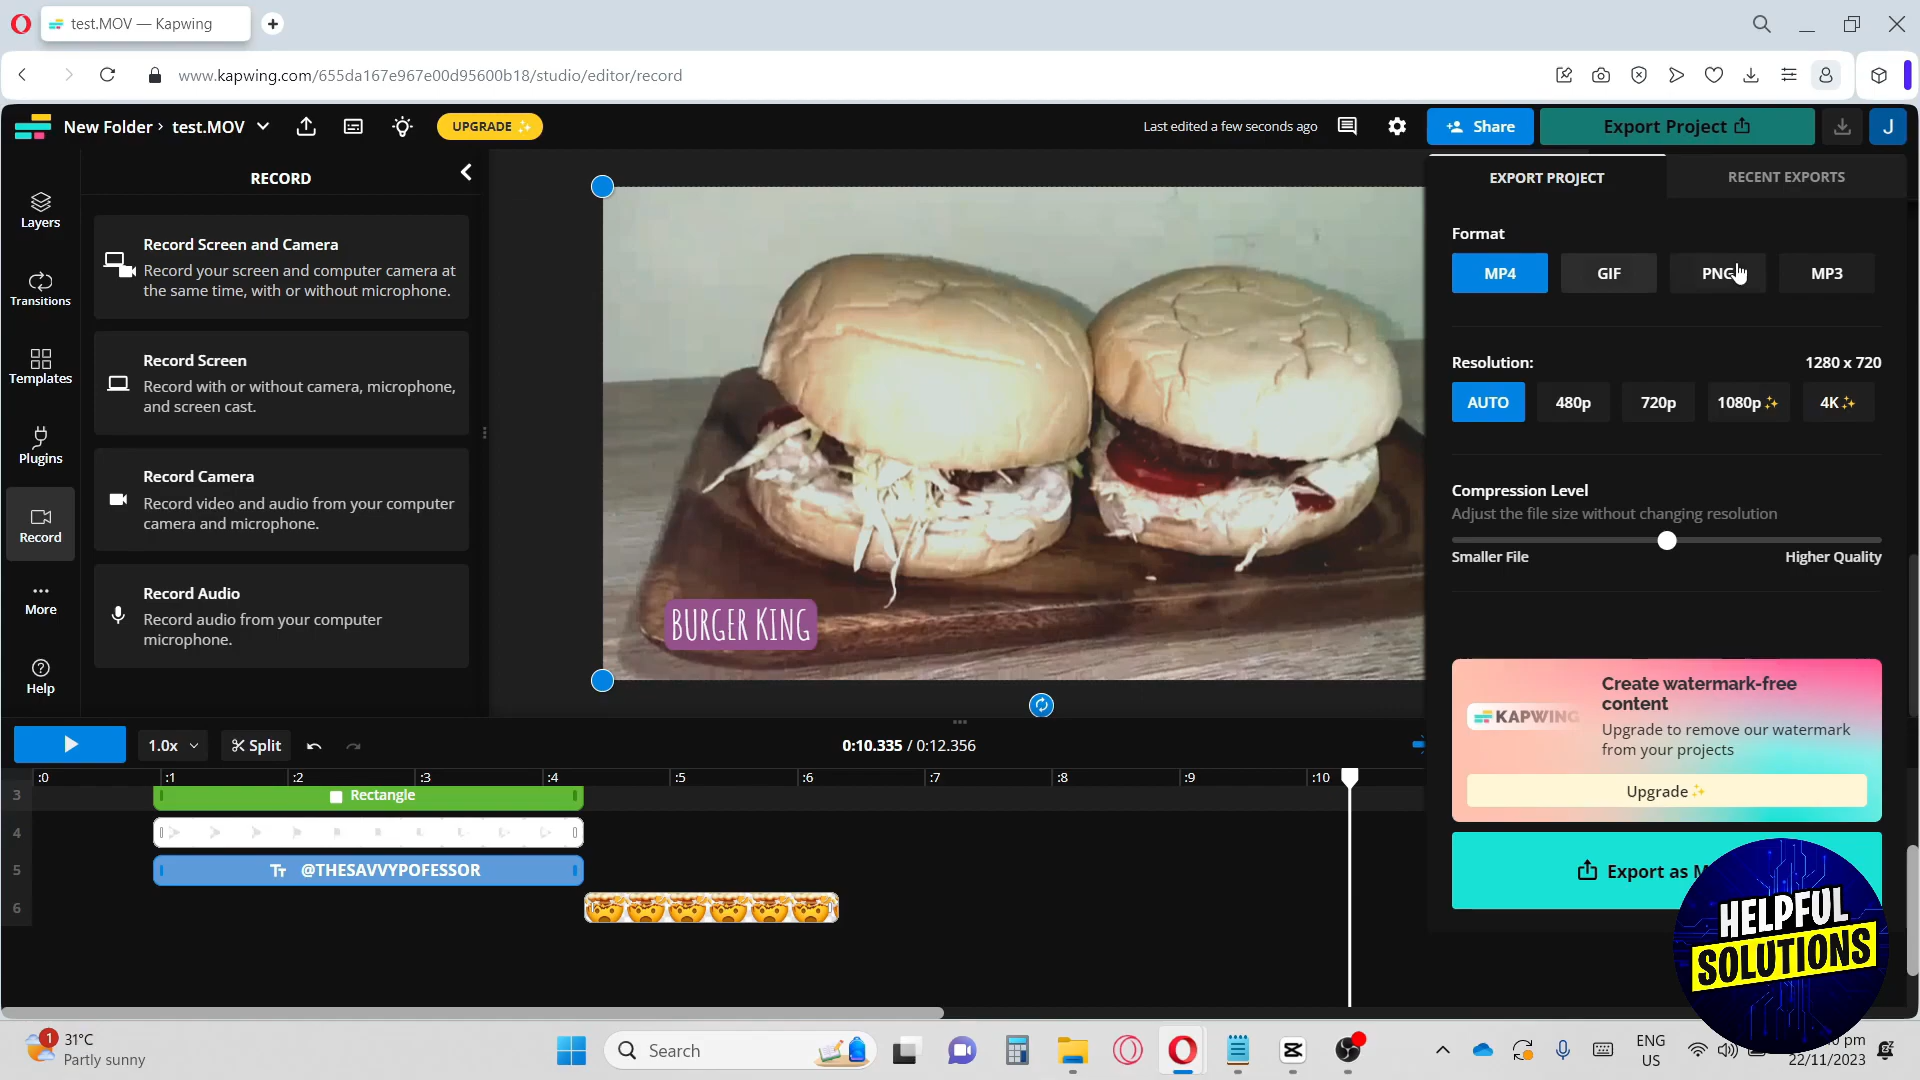 test.MOV — Kapwing
www.kapwing.com/655da167e967e00d95600b18/studio/editor/record
New Folder › test.MOV
UPGRADE
Last edited a few seconds ago
Share
Export Project
J
Layers
Transitions
Templates
Plugins
Record
More
Help
RECORD
Record Screen and Camera
Record your screen and computer camera at
the same time, with or without microphone.
Record Screen
Record with or without camera, microphone,
and screen cast.
Record Camera
Record video and audio from your computer
camera and microphone.
Record Audio
Record audio from your computer
microphone.
BURGER KING
EXPORT PROJECT
RECENT EXPORTS
Format
MP4 GIF PNG MP3
Resolution: 1280 x 720
AUTO 480p 720p 1080p 4K
Compression Level
Adjust the file size without changing resolution
Smaller File Higher Quality
KAPWING
Create watermark-free
content
Upgrade to remove our watermark
from your projects
Upgrade
Export as
HELPFUL
SOLUTIONS
1.0x Split 0:10.335 / 0:12.356
:0 :1 :2 :3 :4 :5 :6 :7 :8 :9 :10
3 Rectangle
4
5 Tт @THESAVVYPOFESSOR
6
1
31°C
Partly sunny
Search
ENG
US
pm
22/11/2023